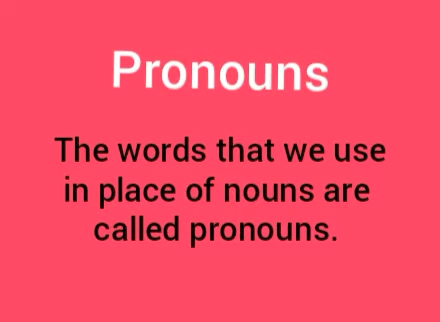 Pronouns
The words that we use
in place of nouns are
called pronouns.